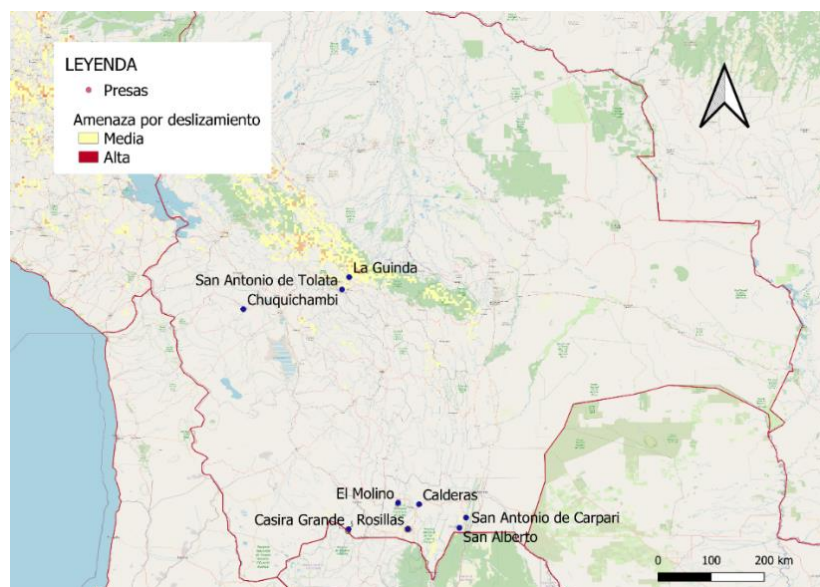 LEYENDA
Presas
Amenaza por deslizamiento
Media
Alta
La Guinda
San Antonio de Tolata
Chuquichambi
El Molino
Calderas
Casira Grande
Rosillas
San Antonio de Carpari
San Alberto
0 100 200 km